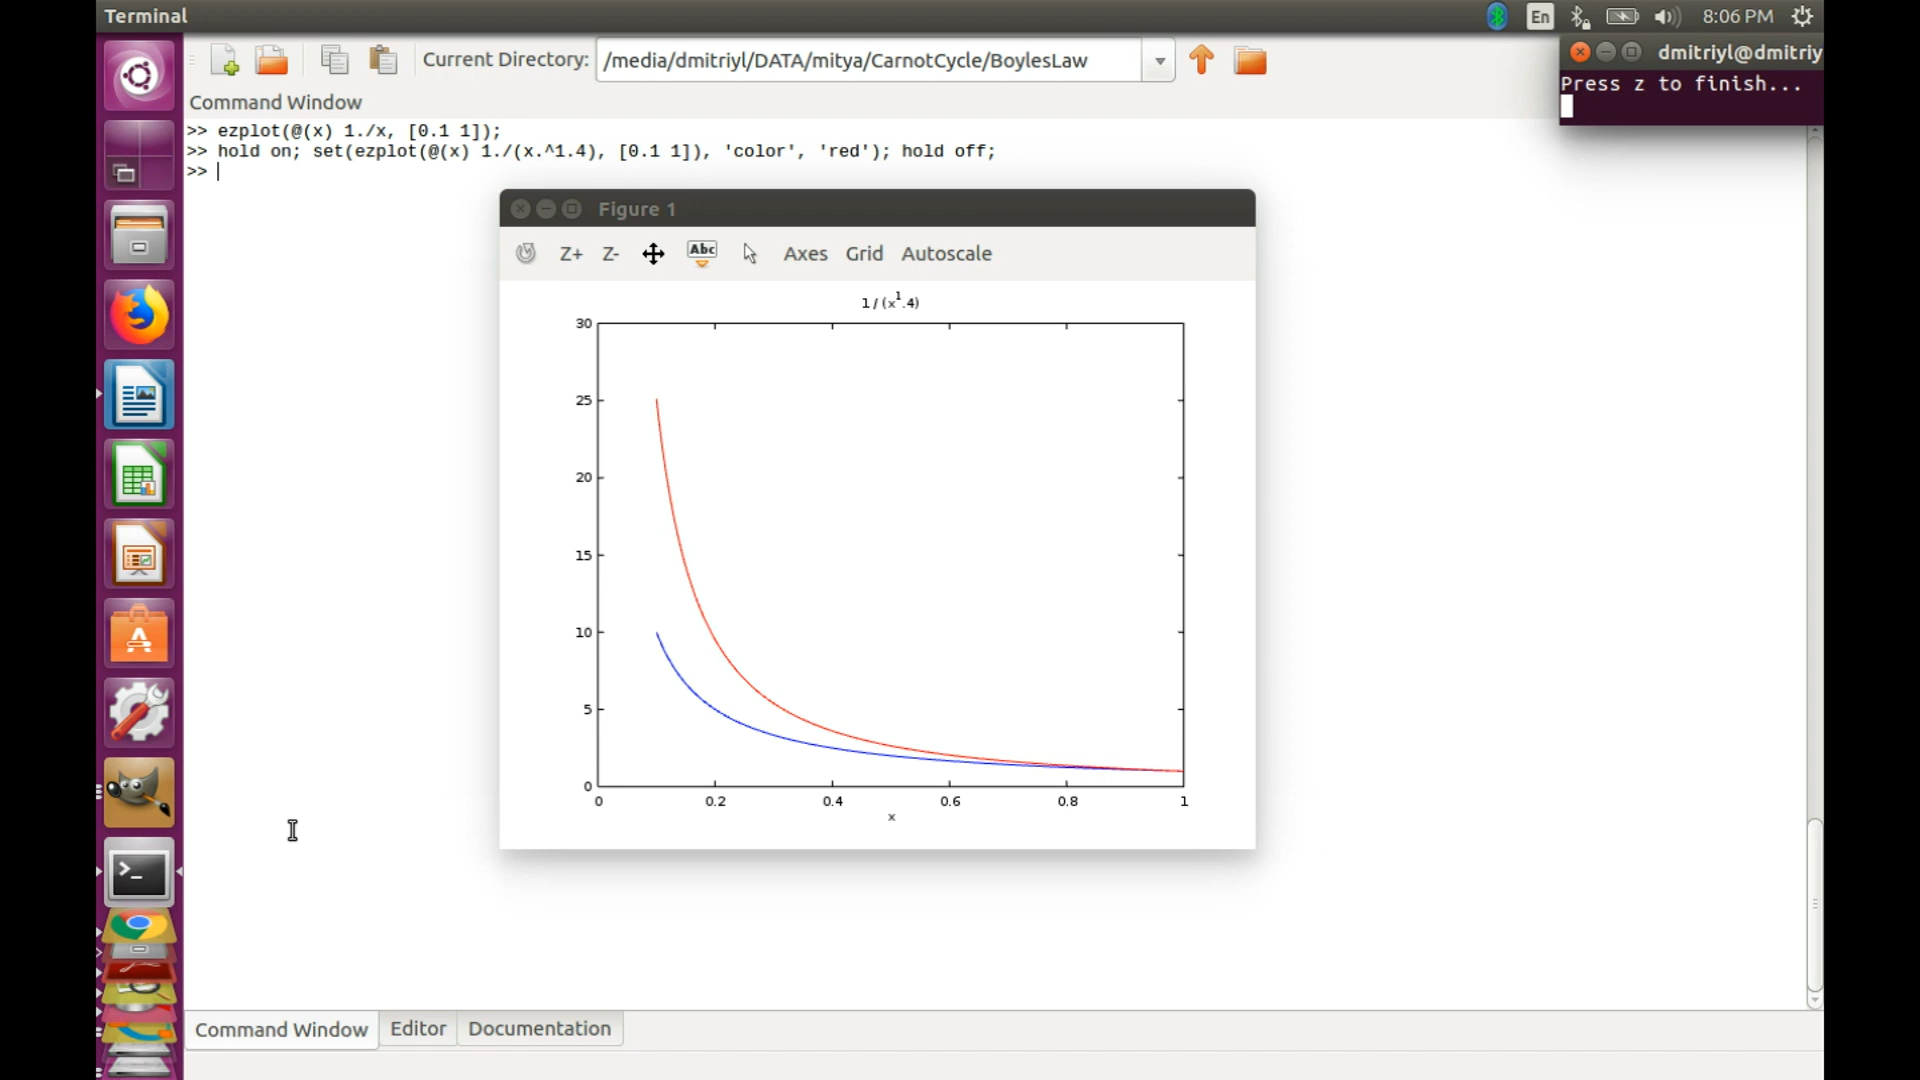 Terminal
En
8:06 PM
Current Directory:
/media/dmitriyl/DATA/mitya/CarnotCycle/BoylesLaw
dmitriyl@dmitriy
Press z to finish...
Command Window
>> ezplot(@(x) 1./x, [0.1 1]);
>> hold on; set(ezplot(@(x) 1./(x.^1.4), [0.1 1]), 'color', 'red'); hold off;
>>
Figure 1
Z+ Z- Abc Axes Grid Autoscale
1 / (x^1.4)
30
25
20
15
10
5
0
0 0.2 0.4 0.6 0.8 1
x
Command Window Editor Documentation